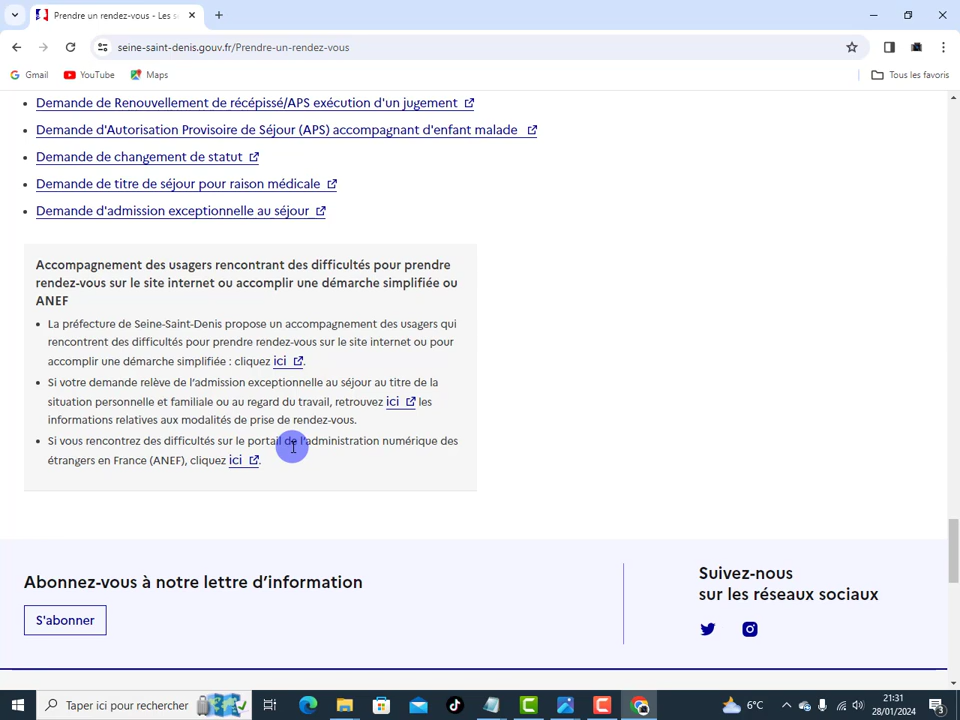 Prendre un rendez-vous - Les se
seine-saint-denis.gouv.fr/Prendre-un-rendez-vous
Gmail
YouTube
Maps
Tous les favoris
Demande de Renouvellement de récépissé/APS exécution d'un jugement
Demande d'Autorisation Provisoire de Séjour (APS) accompagnant d'enfant malade
Demande de changement de statut
Demande de titre de séjour pour raison médicale
Demande d'admission exceptionnelle au séjour
Accompagnement des usagers rencontrant des difficultés pour prendre
rendez-vous sur le site internet ou accomplir une démarche simplifiée ou
ANEF
La préfecture de Seine-Saint-Denis propose un accompagnement des usagers qui
rencontrent des difficultés pour prendre rendez-vous sur le site internet ou pour
accomplir une démarche simplifiée : cliquez ici.
Si votre demande relève de l'admission exceptionnelle au séjour au titre de la
situation personnelle et familiale ou au regard du travail, retrouvez ici les
informations relatives aux modalités de prise de rendez-vous.
Si vous rencontrez des difficultés sur le portail de l'administration numérique des
étrangers en France (ANEF), cliquez ici.
Abonnez-vous à notre lettre d'information
S'abonner
Suivez-nous
sur les réseaux sociaux
Taper ici pour rechercher
6°C
21:31
28/01/2024
3